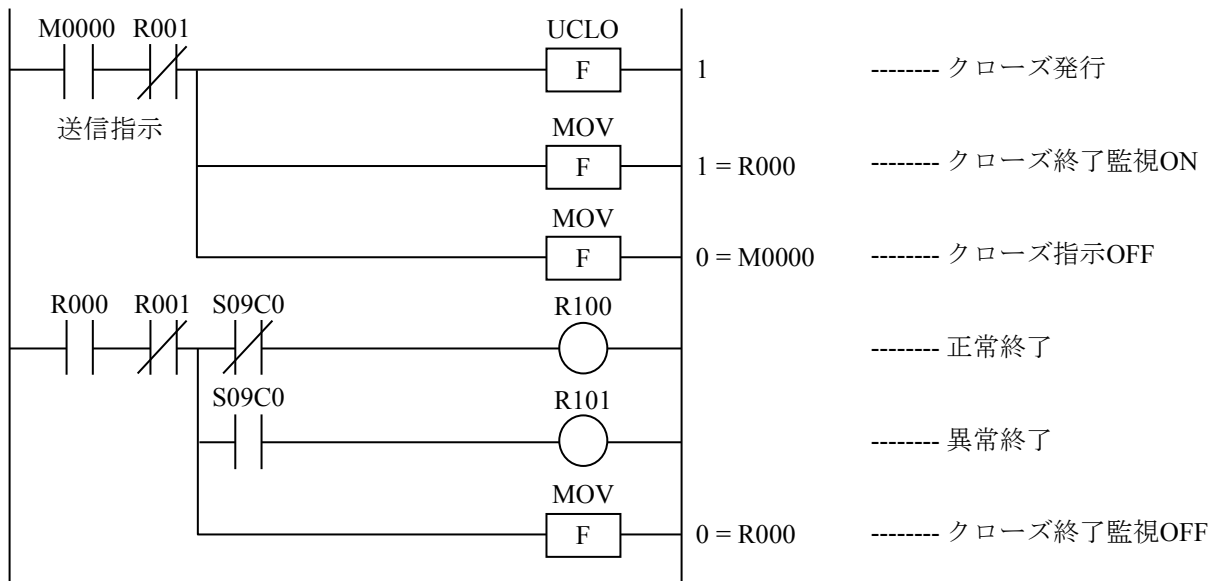 M0000 R001 UCLO
F 1 -------- クローズ発行
送信指示
MOV
F 1 = R000 -------- クローズ終了監視ON
MOV
F 0 = M0000 -------- クローズ指示OFF
R000 R001 S09C0 R100
-------- 正常終了
S09C0 R101
-------- 異常終了
MOV
F 0 = R000 -------- クローズ終了監視OFF